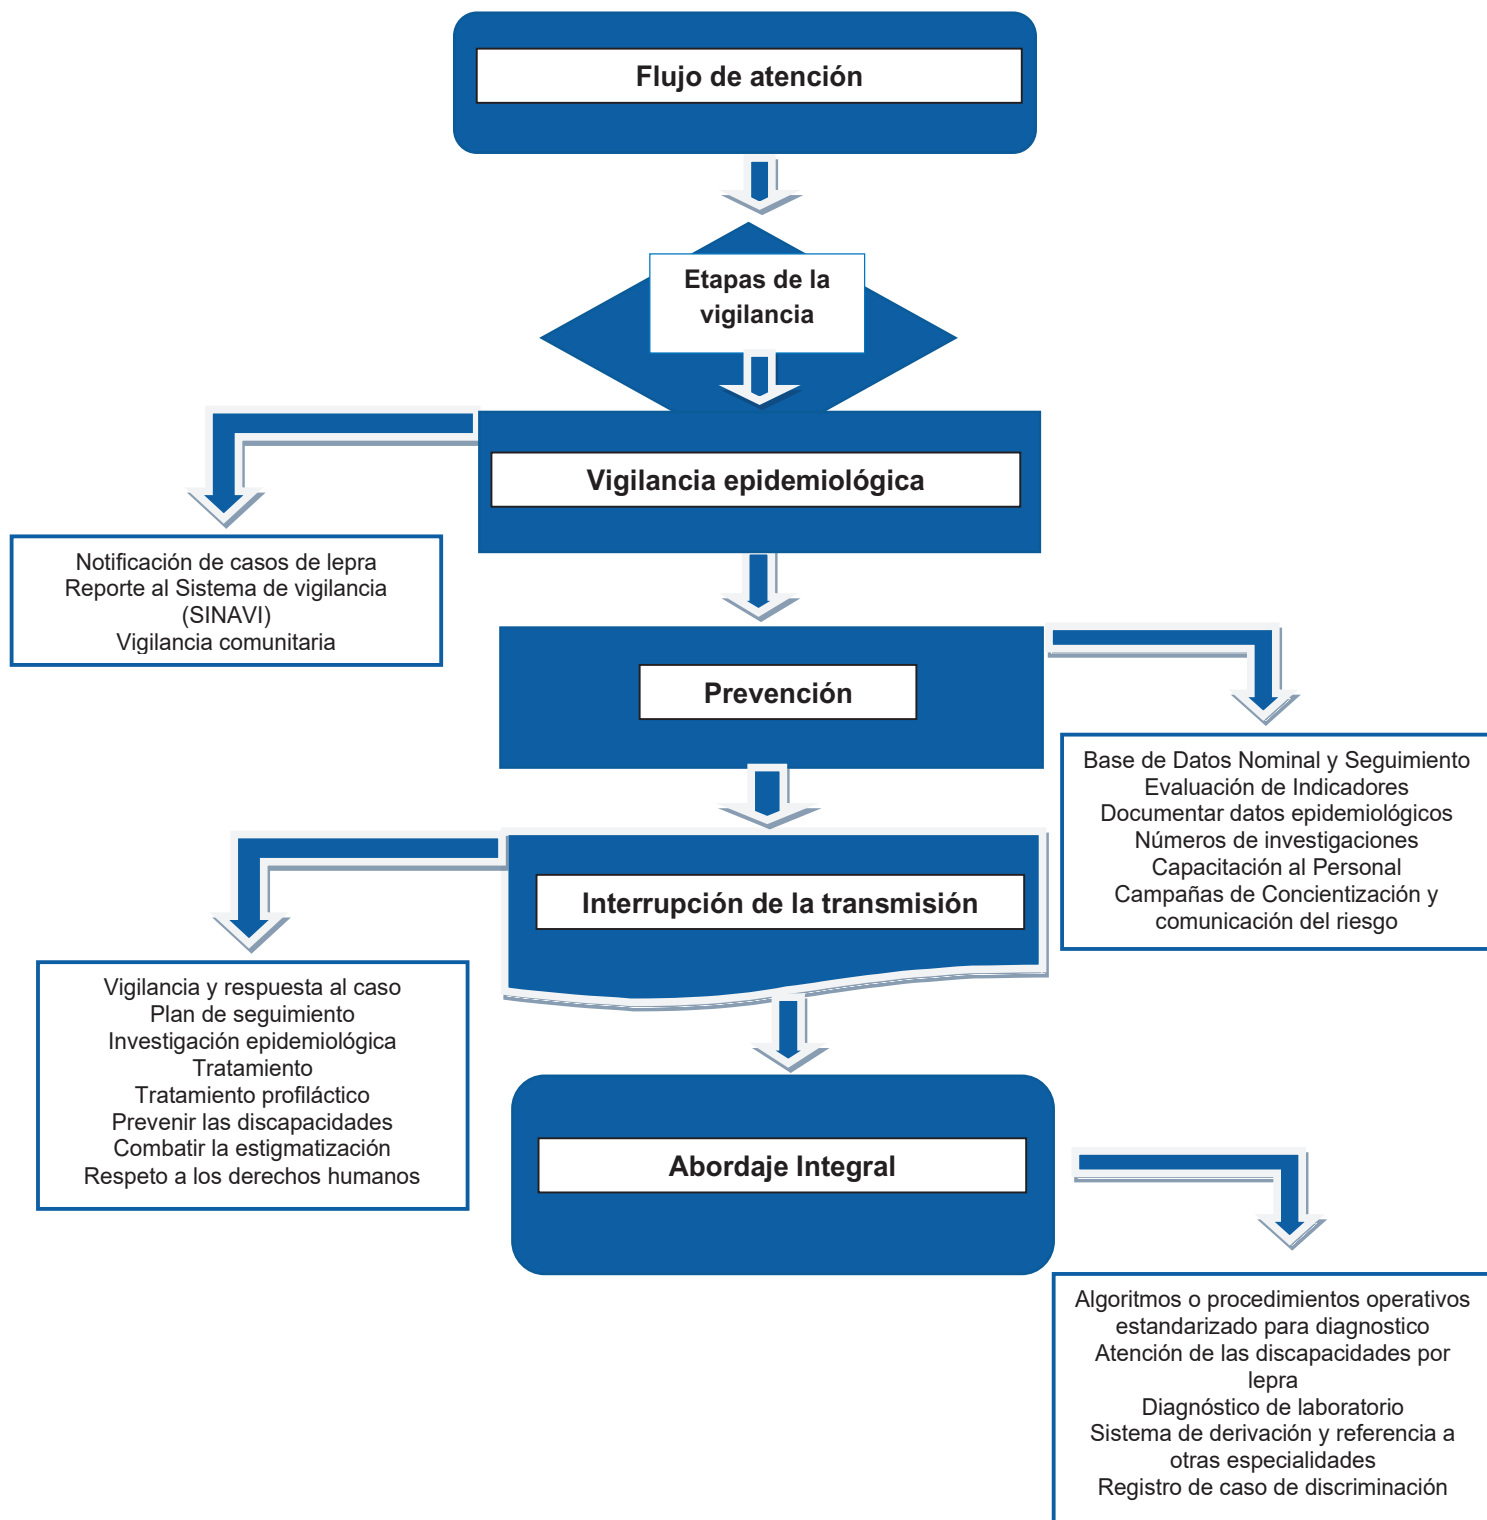 Flujo de atención
Etapas de la
vigilancia
Vigilancia epidemiológica
Notificación de casos de lepra
Reporte al Sistema de vigilancia
(SINAVI)
Vigilancia comunitaria
Prevención
Base de Datos Nominal y Seguimiento
Evaluación de Indicadores
Documentar datos epidemiológicos
Números de investigaciones
Capacitación al Personal
Campañas de Concientización y
comunicación del riesgo
Interrupción de la transmisión
Vigilancia y respuesta al caso
Plan de seguimiento
Investigación epidemiológica
Tratamiento
Tratamiento profiláctico
Prevenir las discapacidades
Combatir la estigmatización
Respeto a los derechos humanos
Abordaje Integral
Algoritmos o procedimientos operativos
estandarizado para diagnostico
Atención de las discapacidades por
lepra
Diagnóstico de laboratorio
Sistema de derivación y referencia a
otras especialidades
Registro de caso de discriminación